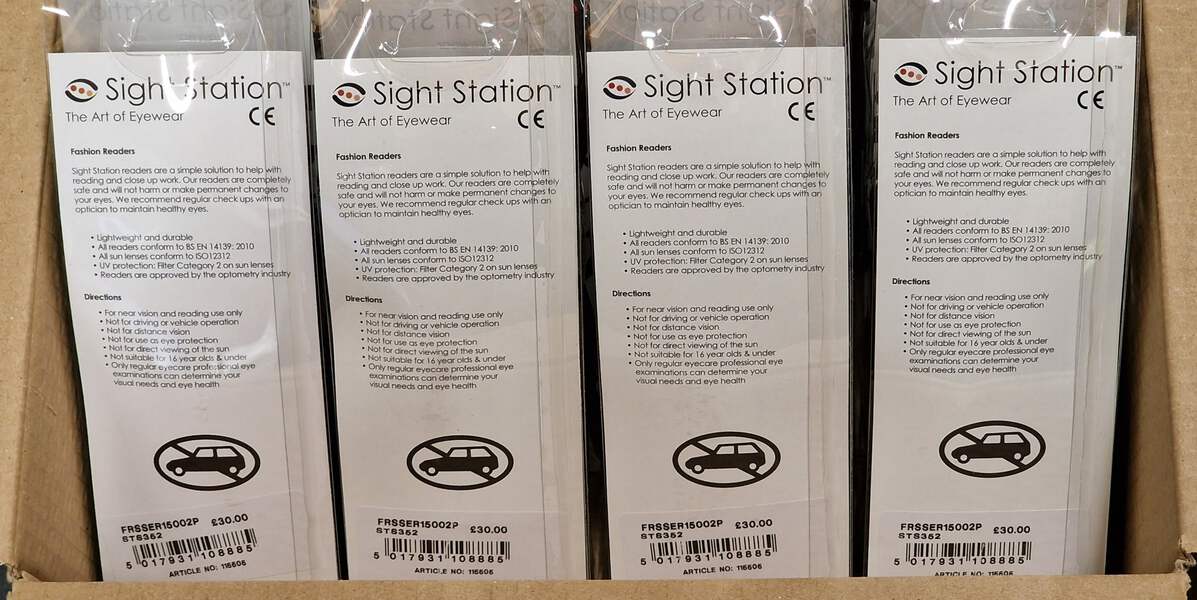 Sight Station™
The Art of Eyewear
CE
Fashion Readers
Sight Station readers are a simple solution to help with
reading and close up work. Our readers are completely
safe and will not harm or make permanent changes to
your eyes. We recommend regular check ups with an
optician to maintain healthy eyes.
• Lightweight and durable
• All readers conform to BS EN 14139: 2010
• All sun lenses conform to ISO12312
• UV protection: Filter Category 2 on sun lenses
• Readers are approved by the optometry industry
Directions
• For near vision and reading use only
• Not for driving or vehicle operation
• Not for distance vision
• Not for use as eye protection
• Not for direct viewing of the sun
• Not suitable for 16 year olds & under
• Only regular eyecare professional eye
examinations can determine your
visual needs and eye health
FRSSER15002P £30.00
STS352
5 017931 108885
ARTICLE NO: 116606
Sight Station™
The Art of Eyewear
CE
Fashion Readers
Sight Station readers are a simple solution to help with
reading and close up work. Our readers are completely
safe and will not harm or make permanent changes to
your eyes. We recommend regular check ups with an
optician to maintain healthy eyes.
• Lightweight and durable
• All readers conform to BS EN 14139: 2010
• All sun lenses conform to ISO12312
• UV protection: Filter Category 2 on sun lenses
• Readers are approved by the optometry industry
Directions
• For near vision and reading use only
• Not for driving or vehicle operation
• Not for distance vision
• Not for use as eye protection
• Not for direct viewing of the sun
• Not suitable for 16 year olds & under
• Only regular eyecare professional eye
examinations can determine your
visual needs and eye health
FRSSER15002P £30.00
STS352
5 017931 108885
ARTICLE NO: 116606
Sight Station™
The Art of Eyewear
CE
Fashion Readers
Sight Station readers are a simple solution to help with
reading and close up work. Our readers are completely
safe and will not harm or make permanent changes to
your eyes. We recommend regular check ups with an
optician to maintain healthy eyes.
• Lightweight and durable
• All readers conform to BS EN 14139: 2010
• All sun lenses conform to ISO12312
• UV protection: Filter Category 2 on sun lenses
• Readers are approved by the optometry industry
Directions
• For near vision and reading use only
• Not for driving or vehicle operation
• Not for distance vision
• Not for use as eye protection
• Not for direct viewing of the sun
• Not suitable for 16 year olds & under
• Only regular eyecare professional eye
examinations can determine your
visual needs and eye health
FRSSER15002P £30.00
STS352
5 017931 108885
ARTICLE NO: 116606
Sight Station™
The Art of Eyewear
CE
Fashion Readers
Sight Station readers are a simple solution to help with
reading and close up work. Our readers are completely
safe and will not harm or make permanent changes to
your eyes. We recommend regular check ups with an
optician to maintain healthy eyes.
• Lightweight and durable
• All readers conform to BS EN 14139: 2010
• All sun lenses conform to ISO12312
• UV protection: Filter Category 2 on sun lenses
• Readers are approved by the optometry industry
Directions
• For near vision and reading use only
• Not for driving or vehicle operation
• Not for distance vision
• Not for use as eye protection
• Not for direct viewing of the sun
• Not suitable for 16 year olds & under
• Only regular eyecare professional eye
examinations can determine your
visual needs and eye health
FRSSER15002P £30.00
STS352
5 017931 108885
ARTICLE NO: